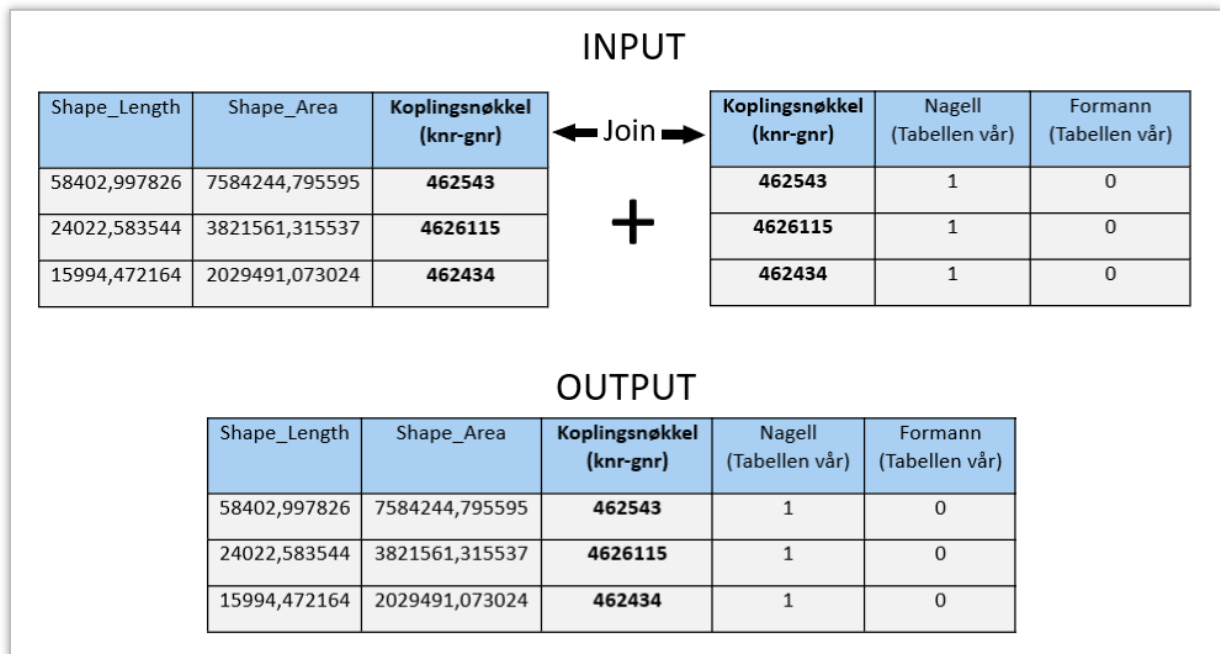 INPUT
Shape_Length Shape_Area Koplingsnøkkel
(knr-gnr)
58402,997826 7584244,795595 462543
24022,583544 3821561,315537 4626115
15994,472164 2029491,073024 462434
Join
+
Koplingsnøkkel Nagell Formann
(knr-gnr) (Tabellen vår) (Tabellen vår)
462543 1 0
4626115 1 0
462434 1 0
OUTPUT
Shape_Length Shape_Area Koplingsnøkkel Nagell Formann
(knr-gnr) (Tabellen vår) (Tabellen vår)
58402,997826 7584244,795595 462543 1 0
24022,583544 3821561,315537 4626115 1 0
15994,472164 2029491,073024 462434 1 0